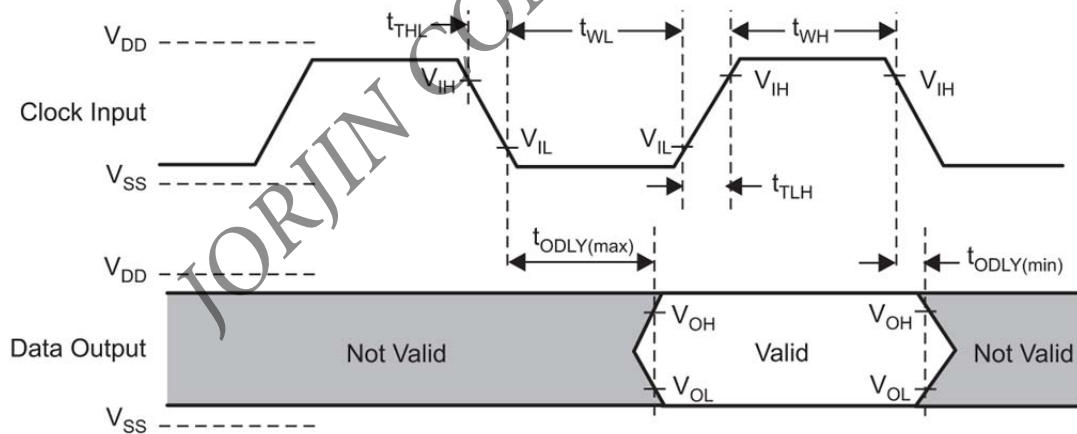 t_THL
t_WL
t_WH
V_DD
V_IH
V_IH
V_IH
Clock Input
V_IL
V_IL
V_SS
t_TLH
t_ODLY(max)
t_ODLY(min)
V_DD
V_OH
V_OH
Data Output
Not Valid
Valid
Not Valid
V_OL
V_OL
V_SS
JORJIN